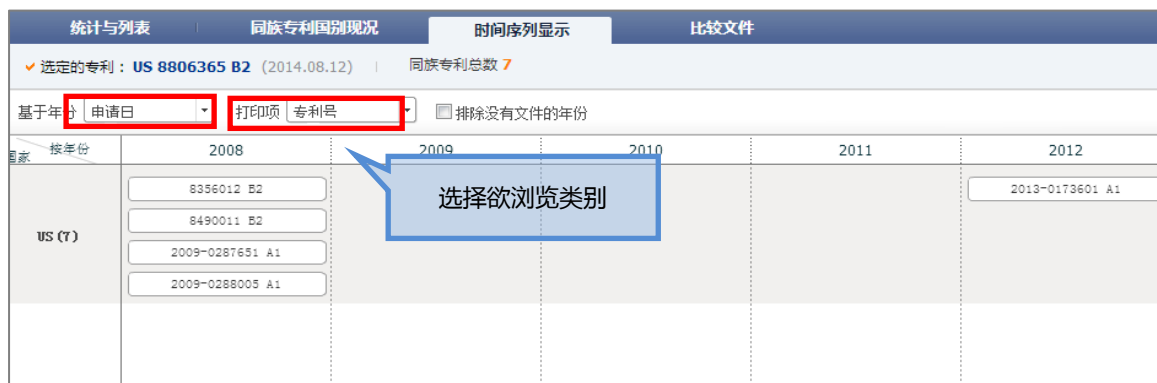 统计与列表 同族专利国别现况 时间序列显示 比较文件
选定的专利：US 8806365 B2 (2014.08.12) 同族专利总数 7
基于年份 申请日 打印项 专利号 排除没有文件的年份
国家 按年份 2008 2009 2010 2011 2012
选择欲浏览类别
8356012 B2 2013-0173601 A1
8490011 B2
US (7)
2009-0287651 A1
2009-0288005 A1